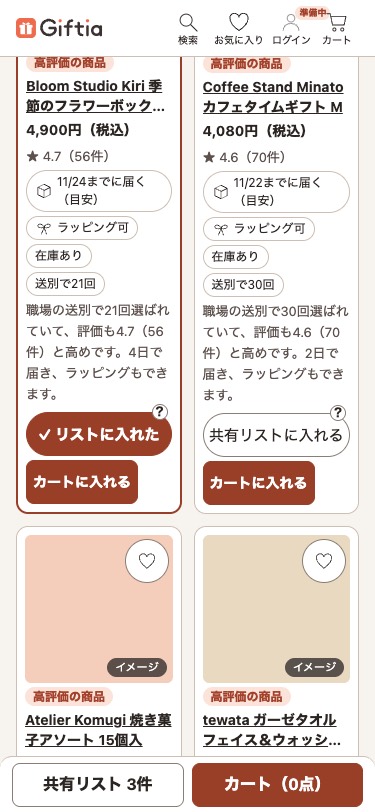 Giftia
検索
お気に入り
ログイン
準備中
カート
高評価の商品
Bloom Studio Kiri 季
節のフラワーボック…
4,900円（税込）
★ 4.7（56件）
11/24までに届く
（目安）
ラッピング可
在庫あり
送別で21回
職場の送別で21回選ばれ
ていて、評価も4.7（56
件）と高めです。4日で
届き、ラッピングもでき
ます。
?
✓ リストに入れた
カートに入れる
高評価の商品
Coffee Stand Minato
カフェタイムギフト M
4,080円（税込）
★ 4.6（70件）
11/22までに届く
（目安）
ラッピング可
在庫あり
送別で30回
職場の送別で30回選ばれ
ていて、評価も4.6（70
件）と高めです。2日で
届き、ラッピングもでき
ます。
?
共有リストに入れる
カートに入れる
イメージ
高評価の商品
Atelier Komugi 焼き菓
子アソート 15個入
イメージ
高評価の商品
tewata ガーゼタオル
フェイス&ウォッシ…
共有リスト 3件
カート（0点）